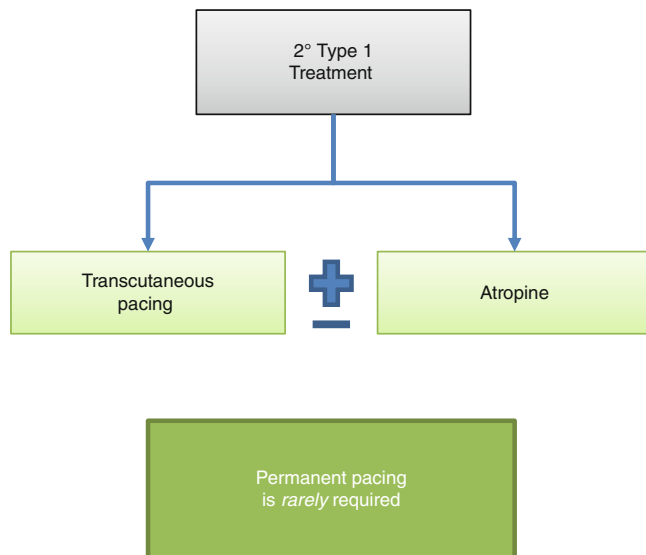 2° Type 1
Treatment
Transcutaneous
pacing
Atropine
Permanent pacing
is rarely required